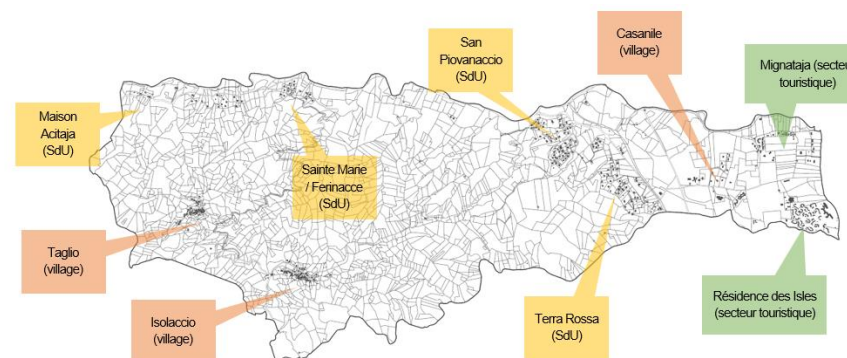 San
Piovanaccio
(SdU)
Casanile
(village)
Mignataja (secteur
touristique)
Maison
Acitaja
(SdU)
Sainte Marie
/ Ferinacce
(SdU)
Taglio
(village)
Isolaccio
(village)
Terra Rossa
(SdU)
Résidence des Isles
(secteur touristique)